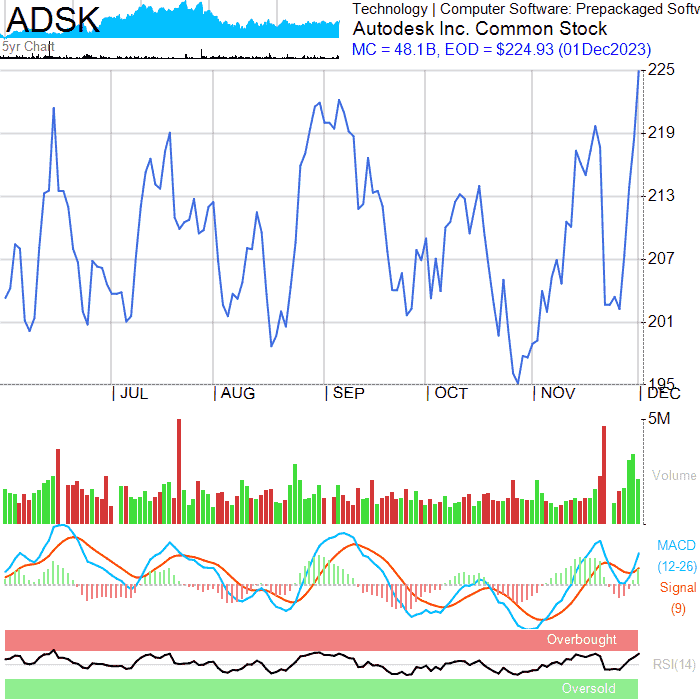 ADSK
5yr Chart
Technology | Computer Software: Prepackaged Softw
Autodesk Inc. Common Stock
MC = 48.1B, EOD = $224.93 (01Dec2023)
225
219
213
207
201
195
| JUL
| AUG
| SEP
| OCT
| NOV
| DEC
5M
Volume
MACD
(12-26)
Signal
(9)
Overbought
RSI(14)
Oversold